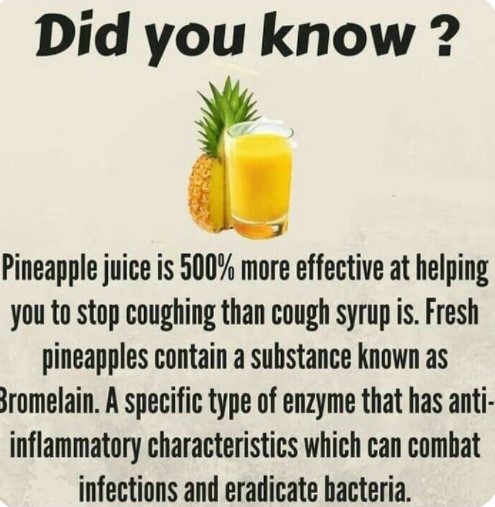 Did you know ?
Pineapple juice is 500% more effective at helping
you to stop coughing than cough syrup is. Fresh
pineapples contain a substance known as
Bromelain. A specific type of enzyme that has anti-
inflammatory characteristics which can combat
infections and eradicate bacteria.